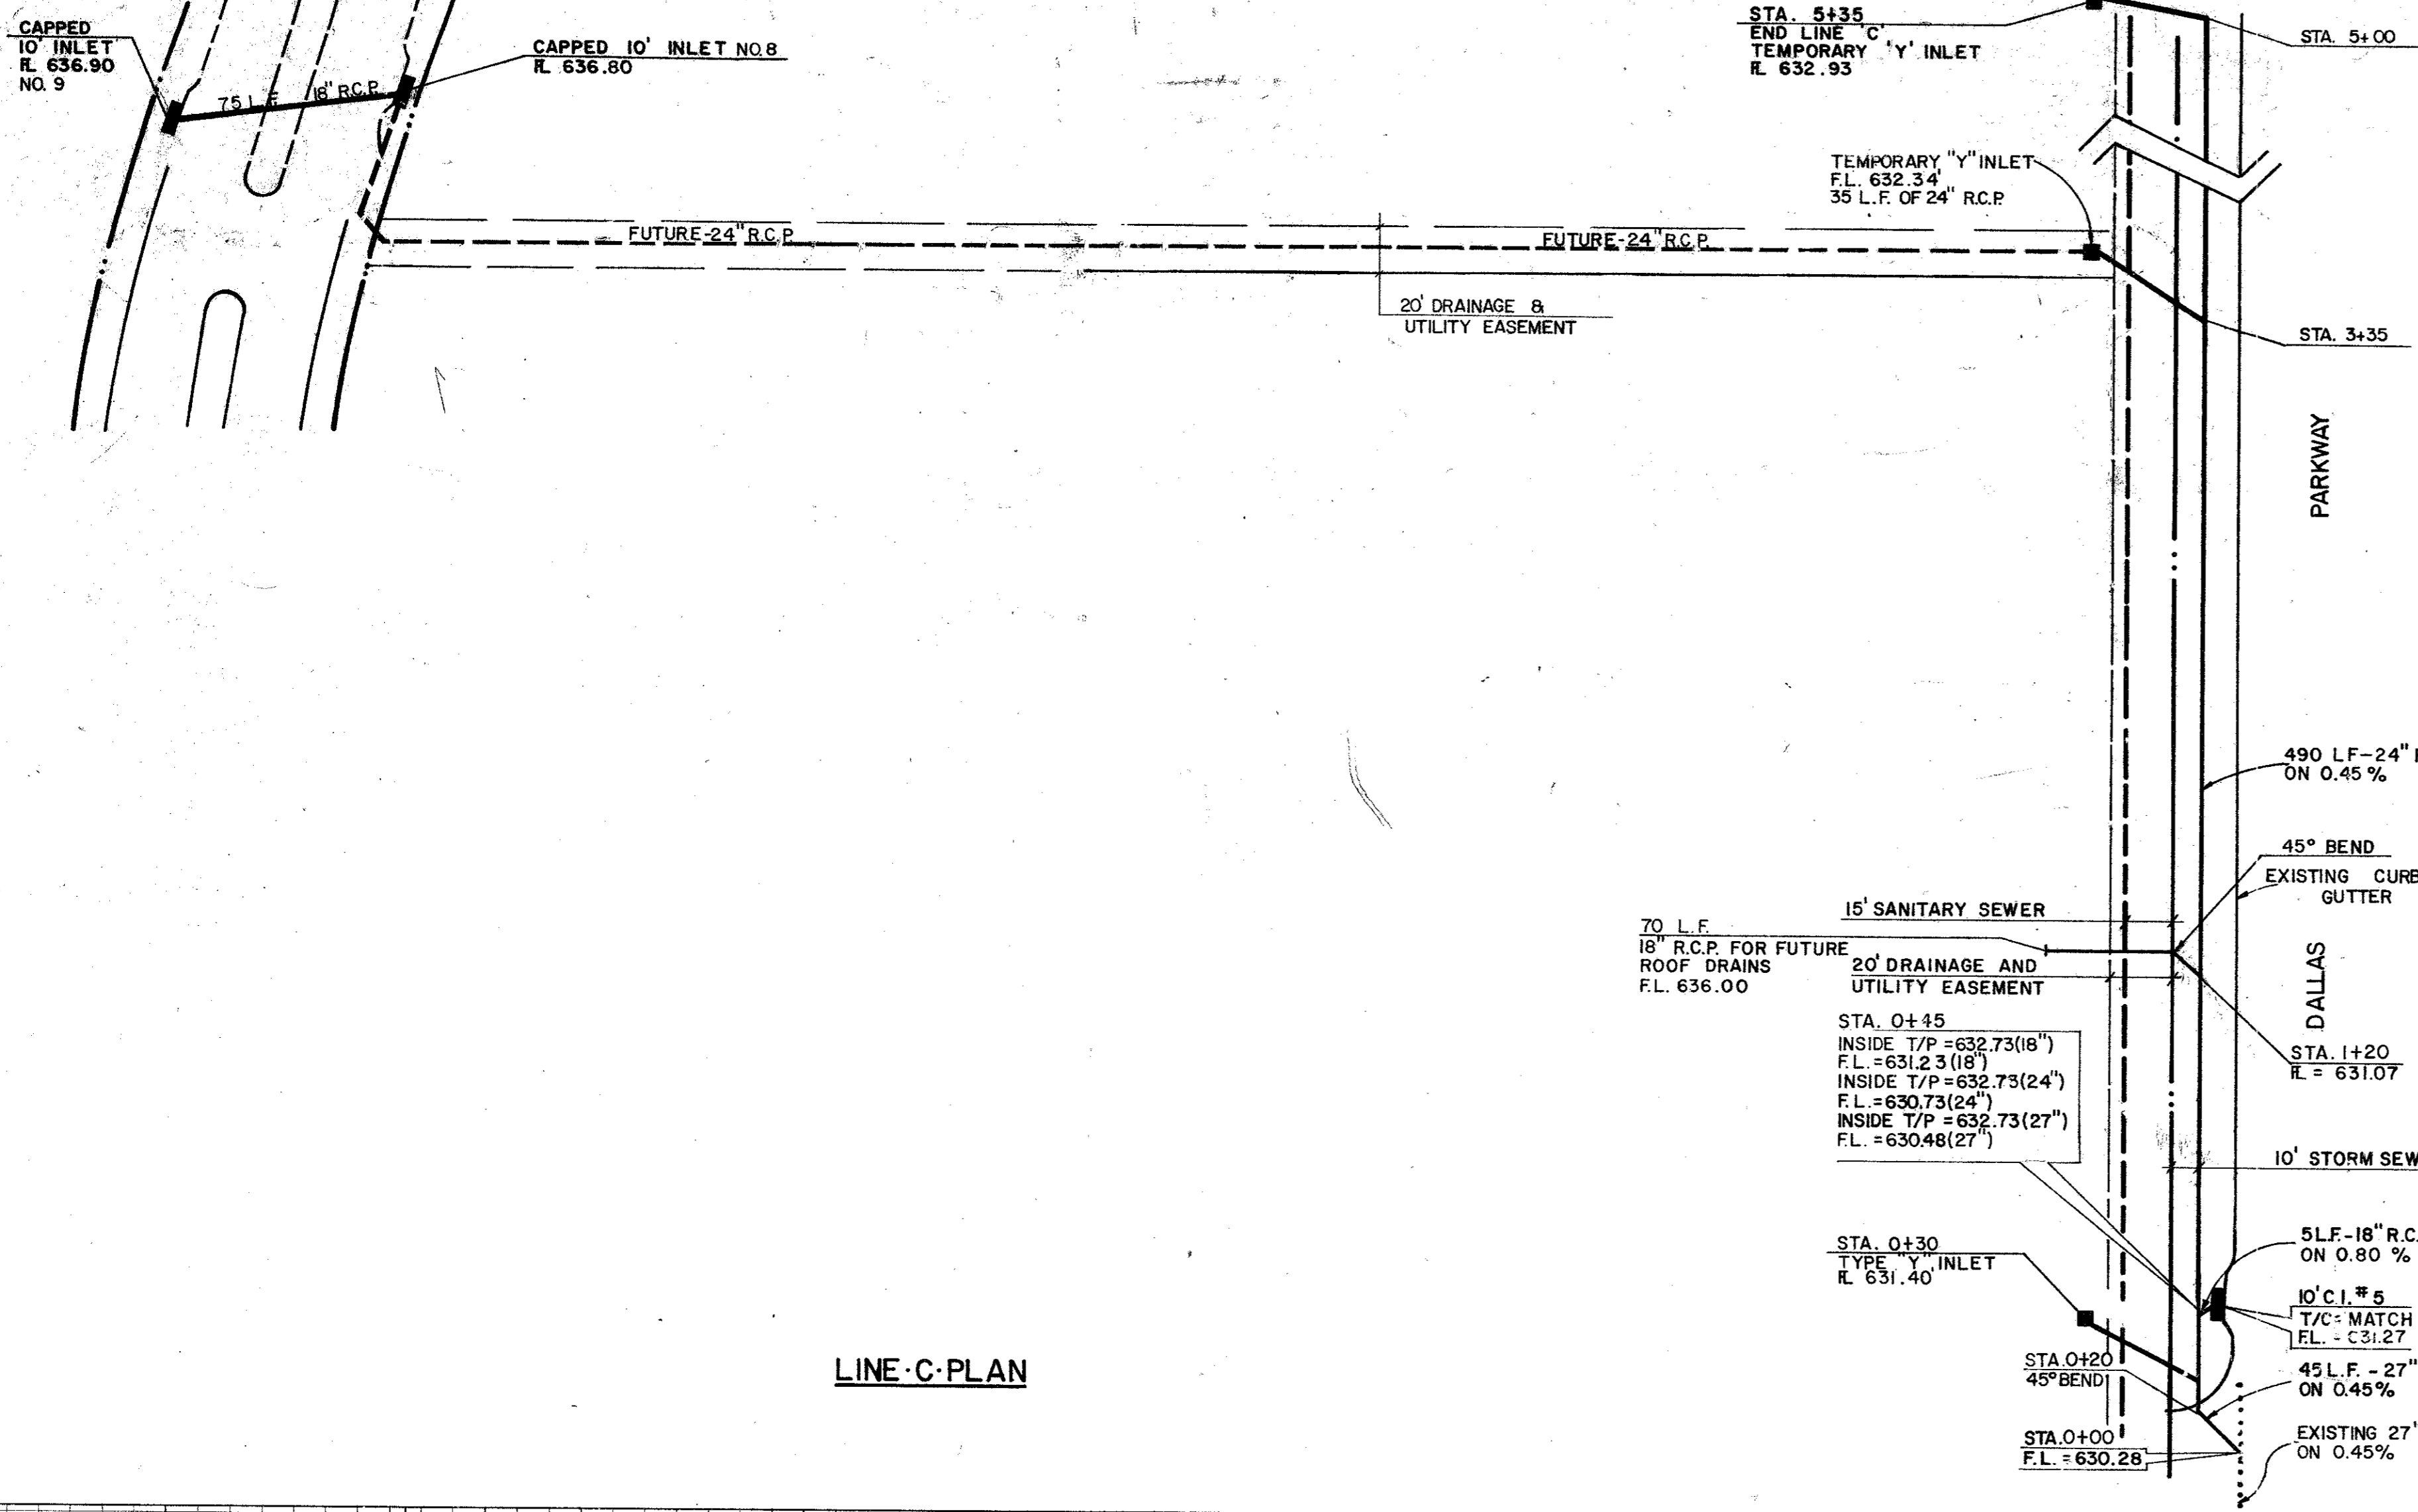 CAPPED
10' INLET
FL 636.90
NO. 9
75 L.F. 18" R.C.P.
CAPPED 10' INLET NO.8
FL 636.80
STA. 5+35
END LINE 'C'
TEMPORARY 'Y' INLET
FL 632.93
STA. 5+00
TEMPORARY "Y" INLET
F.L. 632.34'
35 L.F. OF 24" R.C.P.
FUTURE-24" R.C.P.
FUTURE-24" R.C.P.
20' DRAINAGE &
UTILITY EASEMENT
STA. 3+35
PARKWAY
490 LF-24"
ON 0.45 %
45° BEND
EXISTING CURB
GUTTER
15' SANITARY SEWER
70 L.F.
18" R.C.P. FOR FUTURE
ROOF DRAINS
F.L. 636.00
20' DRAINAGE AND
UTILITY EASEMENT
DALLAS
STA. 0+45
INSIDE T/P =632.73(18")
F.L.=631.23(18")
INSIDE T/P =632.73(24")
F.L.=630.73(24")
INSIDE T/P =632.73(27")
F.L. =630.48(27")
STA. 1+20
FL = 631.07
10' STORM SEW
STA. 0+30
TYPE "Y" INLET
FL 631.40'
5 L.F.-18" R.C.
ON 0.80 %
10' C.I. #5
T/C= MATCH
F.L. =
LINE·C·PLAN
STA.0+20
45° BEND
45 L.F. - 27"
ON 0.45%
STA.0+00
F.L. = 630.28
EXISTING 27'
ON 0.45%